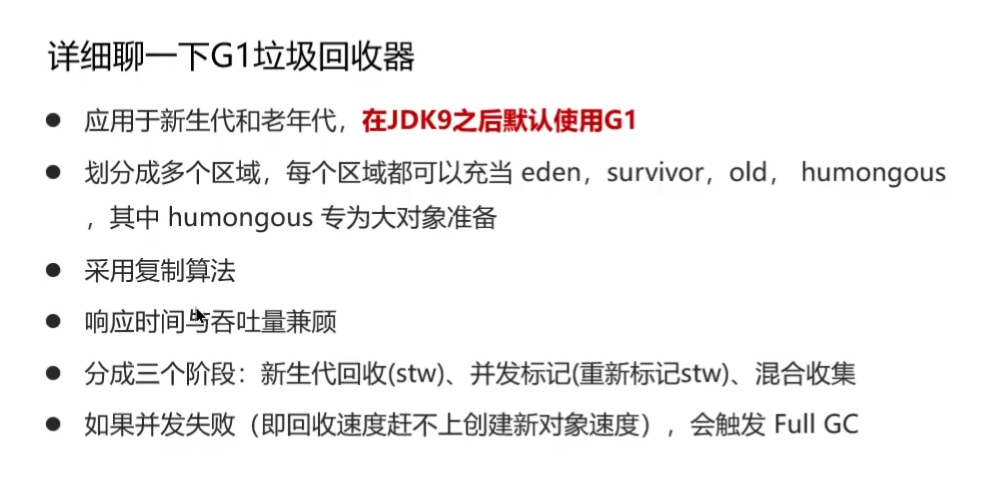 详细聊一下G1垃圾回收器
● 应用于新生代和老年代，在JDK9之后默认使用G1
● 划分成多个区域，每个区域都可以充当 eden，survivor，old， humongous
，其中 humongous 专为大对象准备
● 采用复制算法
● 响应时间与吞吐量兼顾
● 分成三个阶段：新生代回收(stw)、并发标记(重新标记stw)、混合收集
● 如果并发失败（即回收速度赶不上创建新对象速度），会触发 Full GC